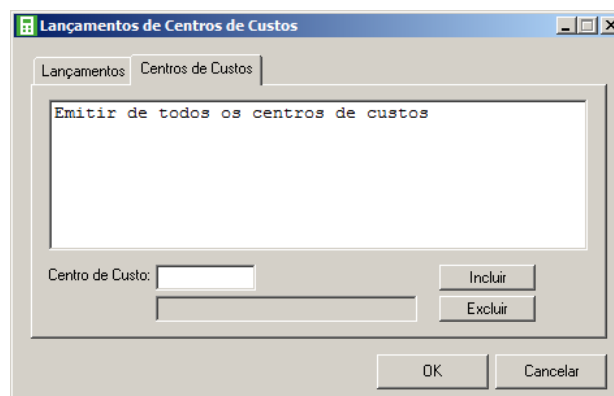 Lançamentos de Centros de Custos
Lançamentos
Centros de Custos
Emitir de todos os centros de custos
Centro de Custo:
Incluir
Excluir
OK
Cancelar